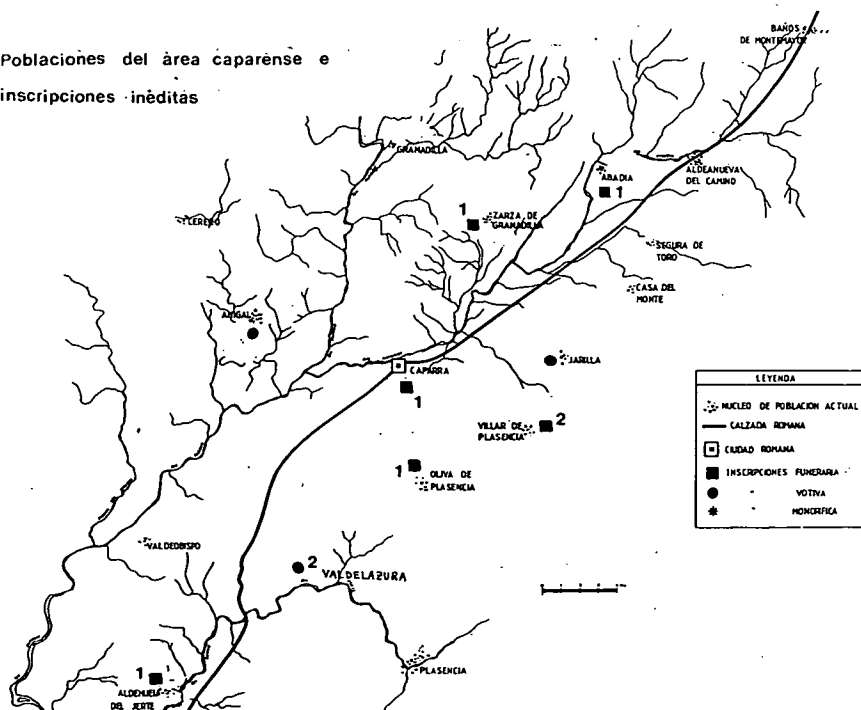 Poblaciones del área caparense e
inscripciones inéditas
BAÑOS
DE MONTEMAYOR
GRANADILLA
ABADIA
1
ALDEANUEVA
DEL CAMINO
CEREZO
1
ZARZA DE
GRANADILLA
SEGURA DE
TORO
CASA DEL
MONTE
AHIGAL
JARILLA
CAPARRA
1
VILLAR DE
PLASENCIA
2
1
OLIVA DE
PLASENCIA
VALDEOBISPO
2
VALDELAZURA
PLASENCIA
1
ALDEHUELA
DEL JERTE
LEYENDA
NUCLEO DE POBLACION ACTUAL
CALZADA ROMANA
CIUDAD ROMANA
INSCRIPCIONES FUNERARIA
" VOTIVA
" HONORIFICA